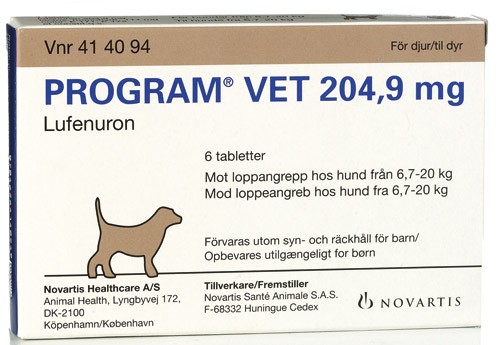 Vnr 41 40 94
För djur/til dyr
PROGRAM® VET 204,9 mg
Lufenuron
6 tabletter
Mot loppangrepp hos hund från 6,7-20 kg
Mod loppeangreb hos hund fra 6,7-20 kg
Förvaras utom syn- och räckhåll för barn/
Opbevares utilgængeligt for børn
Novartis Healthcare A/S
Animal Health, Lyngbyvej 172,
DK-2100
Köpenhamn/København
Tillverkare/Fremstiller
Novartis Santé Animale S.A.S.
F-68332 Huningue Cedex
NOVARTIS